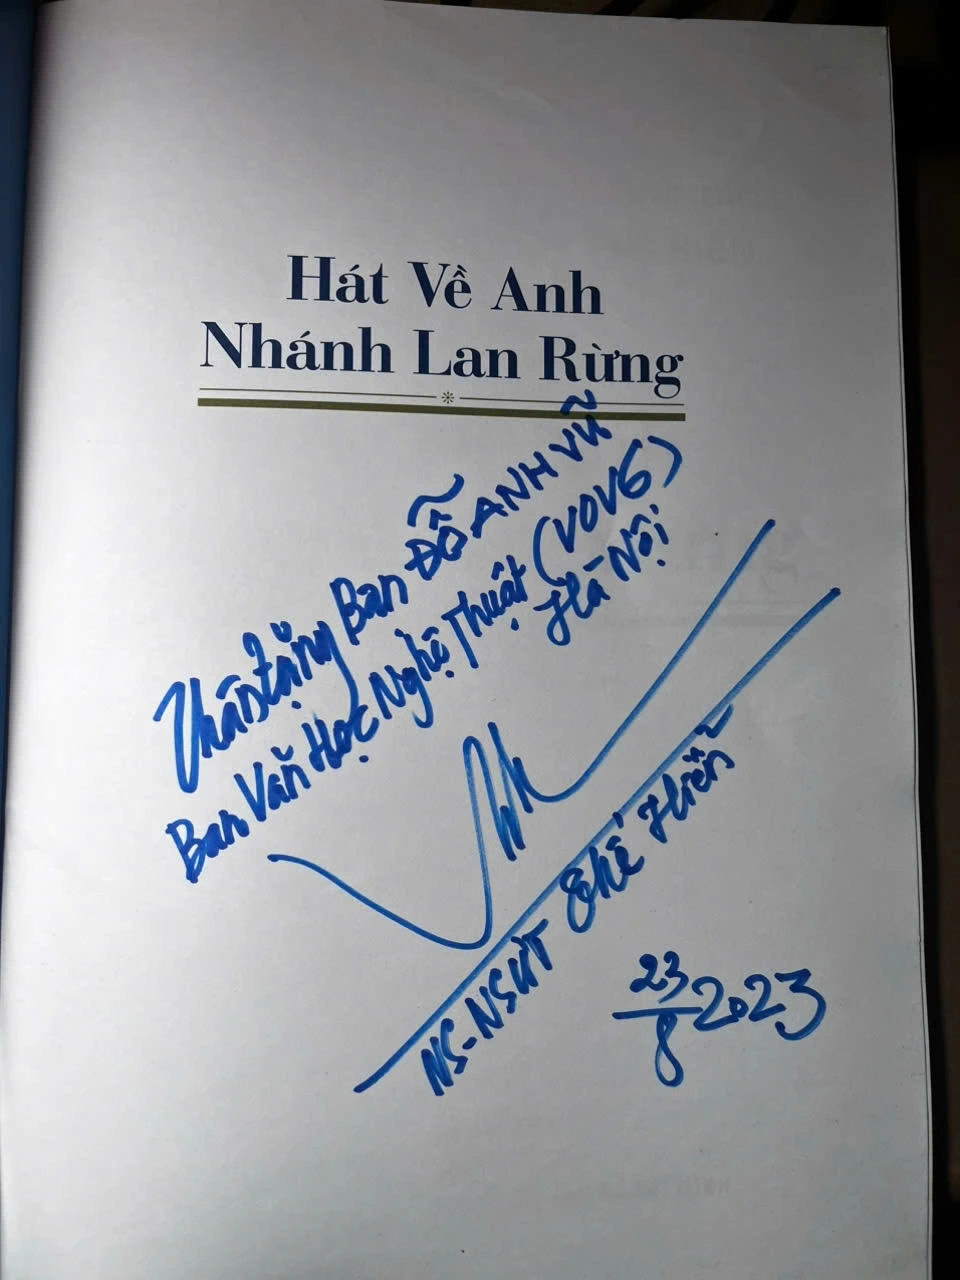 Hát Về Anh
Nhánh Lan Rừng
Thân tặng Bạn ĐỖ ANH VŨ
Ban Văn Học Nghệ Thuật (VOV6)
Hà Nội
NS-NSƯT Thế Hiển
23/8 2023